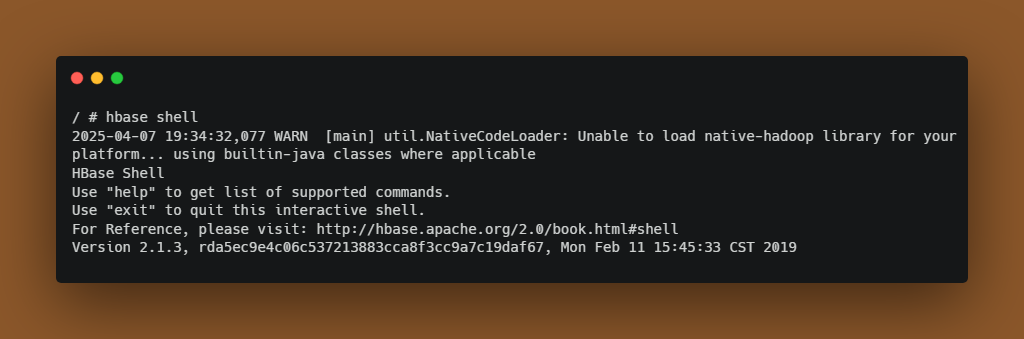 / # hbase shell
2025-04-07 19:34:32,077 WARN  [main] util.NativeCodeLoader: Unable to load native-hadoop library for your
platform... using builtin-java classes where applicable
HBase Shell
Use "help" to get list of supported commands.
Use "exit" to quit this interactive shell.
For Reference, please visit: http://hbase.apache.org/2.0/book.html#shell
Version 2.1.3, rda5ec9e4c06c537213883cca8f3cc9a7c19daf67, Mon Feb 11 15:45:33 CST 2019